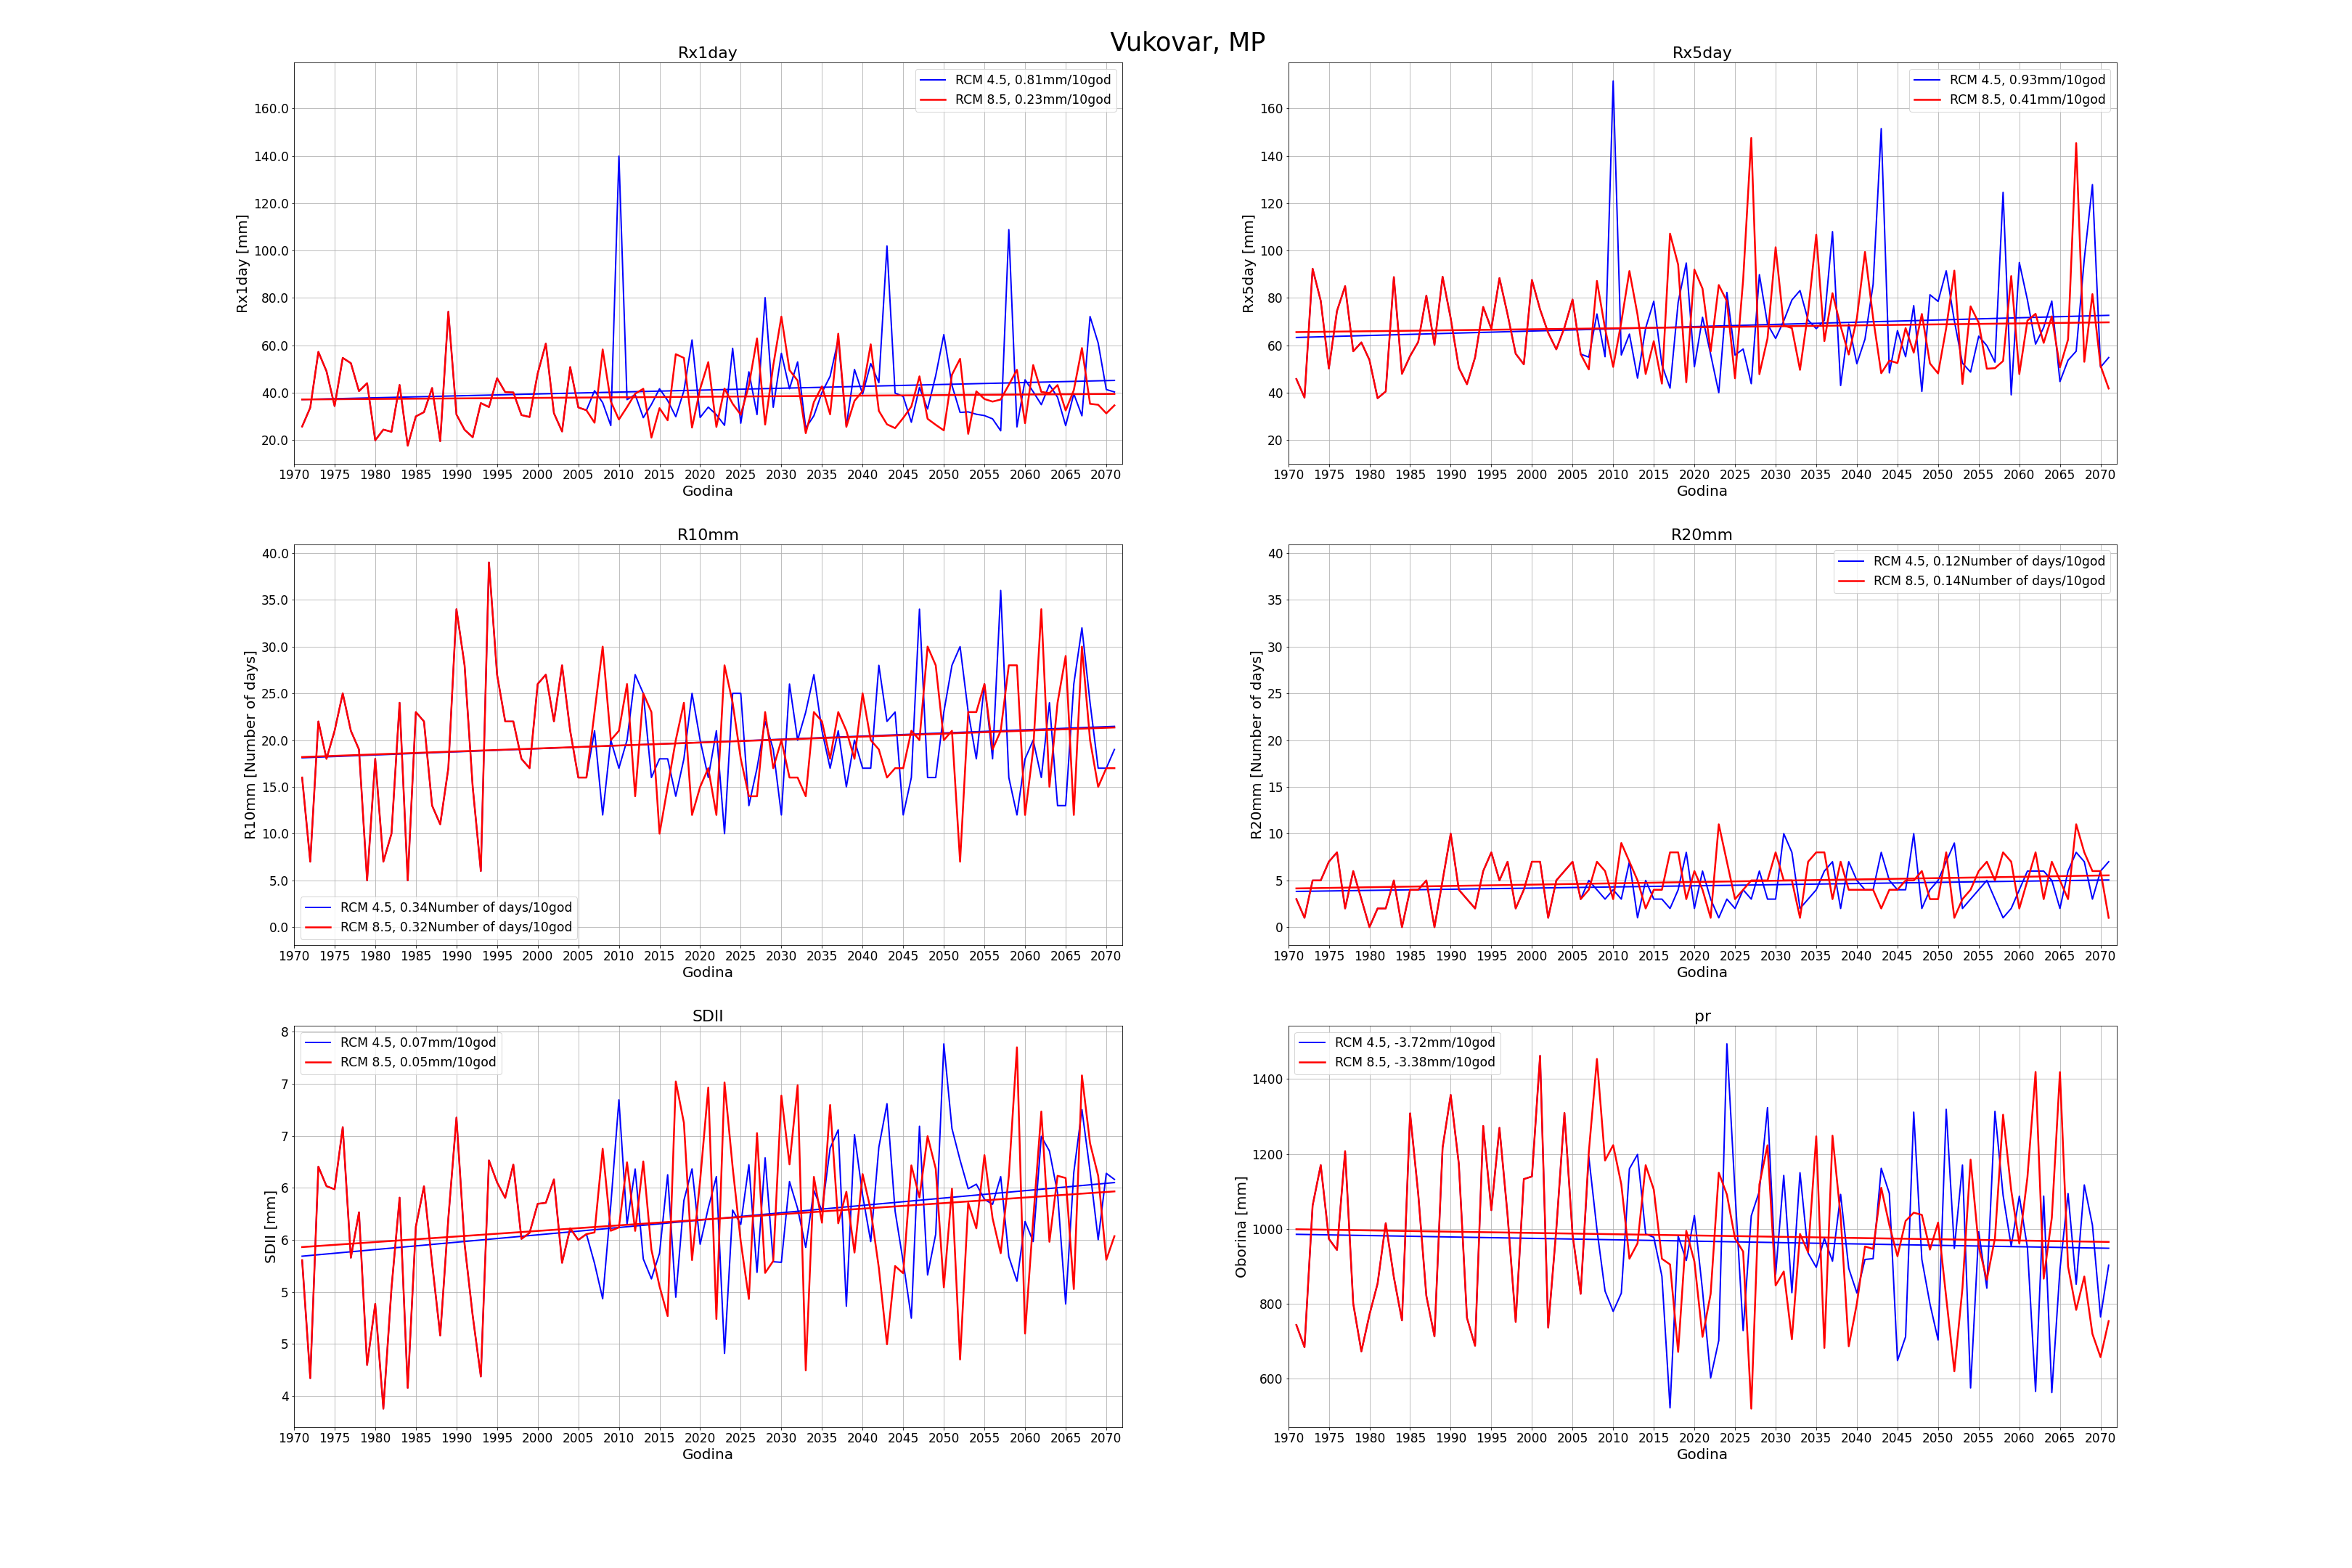 Vukovar, MP
Rx1day
RCM 4.5, 0.81mm/10god
RCM 8.5, 0.23mm/10god
Rx1day [mm]
160.0
140.0
120.0
100.0
80.0
60.0
40.0
20.0
1970 1975 1980 1985 1990 1995 2000 2005 2010 2015 2020 2025 2030 2035 2040 2045 2050 2055 2060 2065 2070
Godina
Rx5day
RCM 4.5, 0.93mm/10god
RCM 8.5, 0.41mm/10god
Rx5day [mm]
160
140
120
100
80
60
40
20
1970 1975 1980 1985 1990 1995 2000 2005 2010 2015 2020 2025 2030 2035 2040 2045 2050 2055 2060 2065 2070
Godina
R10mm
R10mm [Number of days]
40.0
35.0
30.0
25.0
20.0
15.0
10.0
5.0
0.0
RCM 4.5, 0.34Number of days/10god
RCM 8.5, 0.32Number of days/10god
1970 1975 1980 1985 1990 1995 2000 2005 2010 2015 2020 2025 2030 2035 2040 2045 2050 2055 2060 2065 2070
Godina
R20mm
RCM 4.5, 0.12Number of days/10god
RCM 8.5, 0.14Number of days/10god
R20mm [Number of days]
40
35
30
25
20
15
10
5
0
1970 1975 1980 1985 1990 1995 2000 2005 2010 2015 2020 2025 2030 2035 2040 2045 2050 2055 2060 2065 2070
Godina
SDII
RCM 4.5, 0.07mm/10god
RCM 8.5, 0.05mm/10god
SDII [mm]
8
7
7
6
6
5
5
4
1970 1975 1980 1985 1990 1995 2000 2005 2010 2015 2020 2025 2030 2035 2040 2045 2050 2055 2060 2065 2070
Godina
pr
RCM 4.5, -3.72mm/10god
RCM 8.5, -3.38mm/10god
Oborina [mm]
1400
1200
1000
800
600
1970 1975 1980 1985 1990 1995 2000 2005 2010 2015 2020 2025 2030 2035 2040 2045 2050 2055 2060 2065 2070
Godina